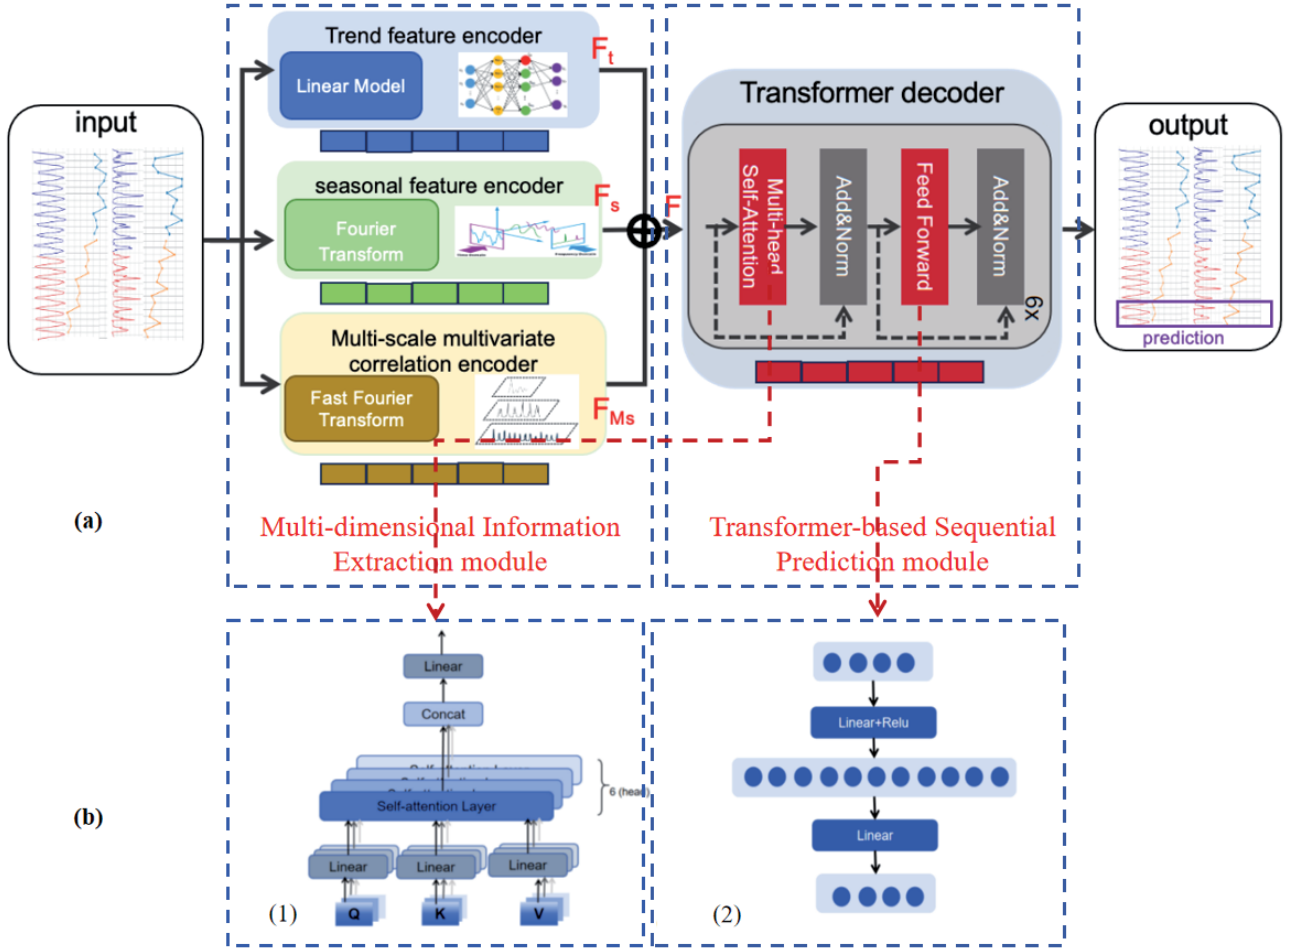 input
Trend feature encoder
Linear Model
F_t
seasonal feature encoder
Fourier
Transform
F_s
Multi-scale multivariate
correlation encoder
Fast Fourier
Transform
F_Ms
F
Transformer decoder
Multi-head
Self-Attention
Add&Norm
Feed Forward
Add&Norm
6x
output
prediction
(a)
Multi-dimensional Information
Extraction module
Transformer-based Sequential
Prediction module
(b)
Linear
Concat
Self-attention Layer
6 (head)
Linear
Linear
Linear
(1)
Q
K
V
Linear+Relu
Linear
(2)